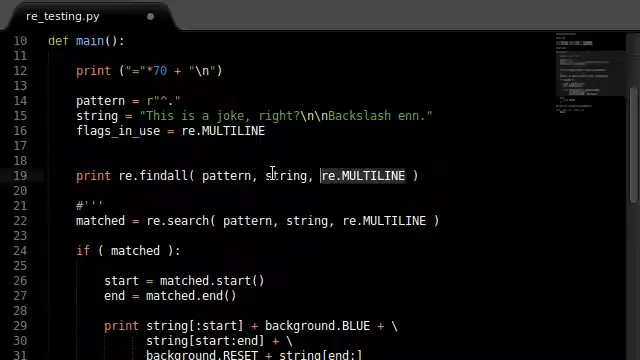 re_testing.py
10 def main():
11
12 print ("="*70 + "\n")
13
14 pattern = r"^."
15 string = "This is a joke, right?\n\nBackslash enn."
16 flags_in_use = re.MULTILINE
17
18
19 print re.findall( pattern, string, re.MULTILINE )
20
21 #'''
22 matched = re.search( pattern, string, re.MULTILINE )
23
24 if ( matched ):
25
26 start = matched.start()
27 end = matched.end()
28
29 print string[:start] + background.BLUE + \
30 string[start:end] + \
31 background.RESET + string[end:]